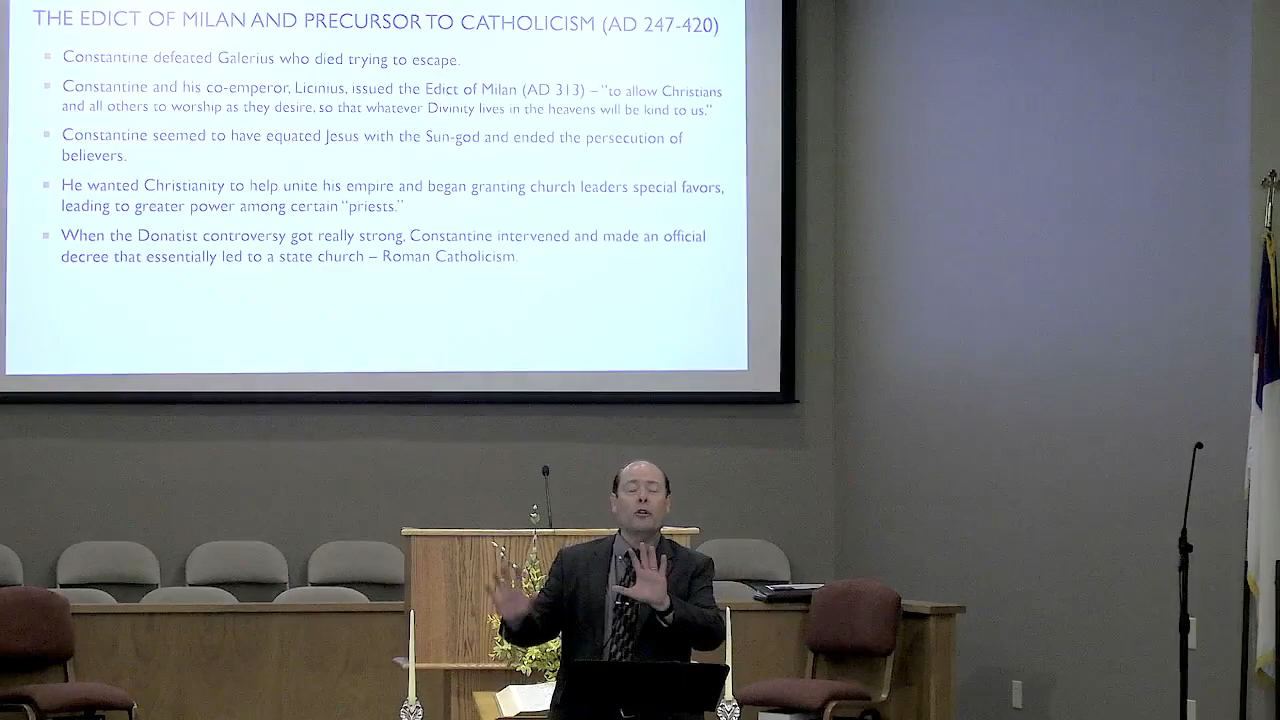 THE EDICT OF MILAN AND PRECURSOR TO CATHOLICISM (AD 247-420)
Constantine defeated Galerius who died trying to escape.
Constantine and his co-emperor, Licinius, issued the Edict of Milan (AD 313) – "to allow Christians
and all others to worship as they desire, so that whatever Divinity lives in the heavens will be kind to us."
Constantine seemed to have equated Jesus with the Sun-god and ended the persecution of
believers.
He wanted Christianity to help unite his empire and began granting church leaders special favors,
leading to greater power among certain "priests."
When the Donatist controversy got really strong, Constantine intervened and made an official
decree that essentially led to a state church – Roman Catholicism.